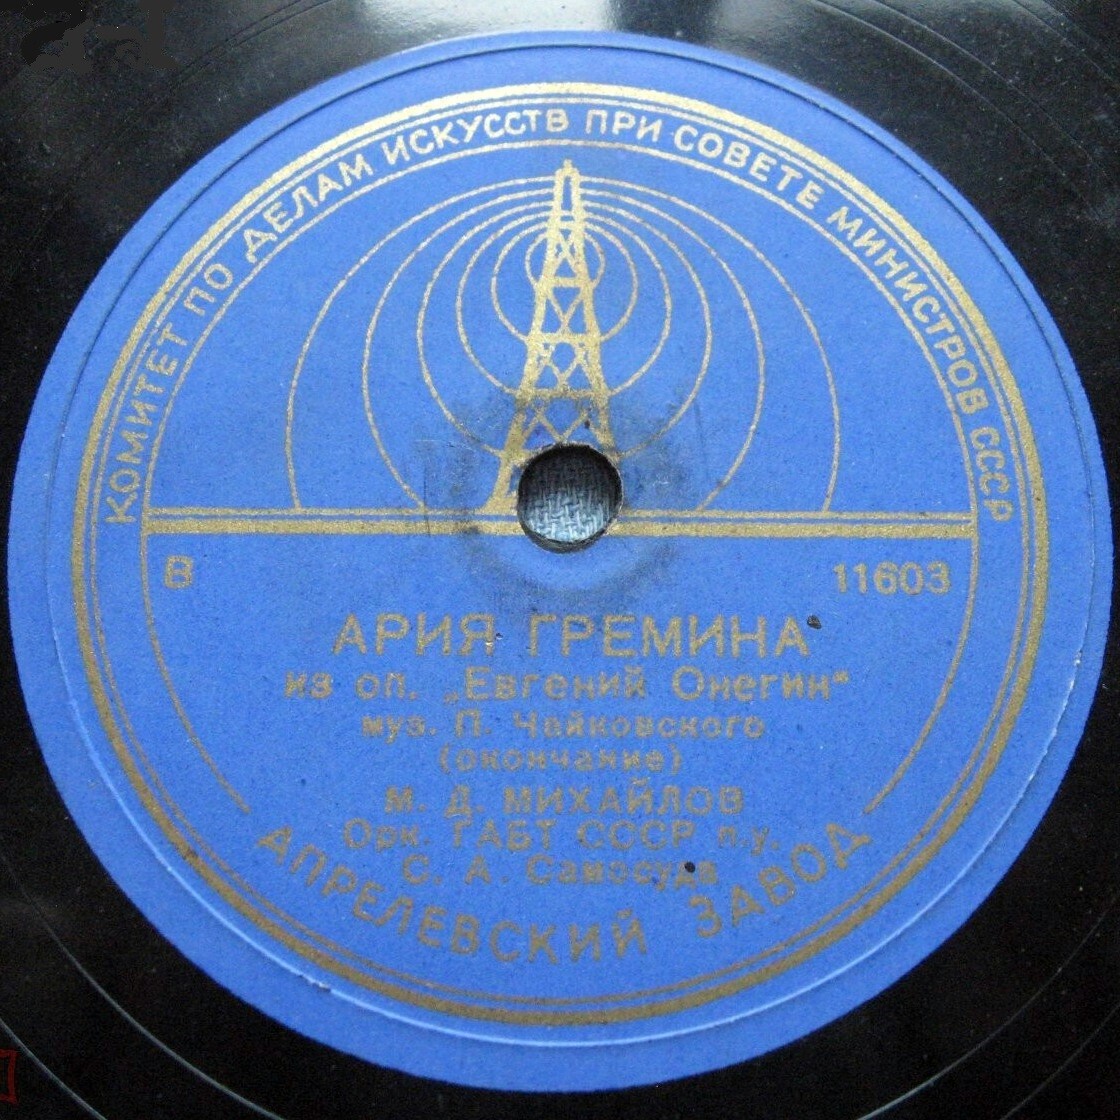 КОМИТЕТ ПО ДЕЛАМ ИСКУССТВ ПРИ СОВЕТЕ МИНИСТРОВ СССР
В 11603
АРИЯ ГРЕМИНА
из оп. „Евгений Онегин"
муз. П. Чайковского
(окончание)
М. Д. МИХАЙЛОВ
Орк. ГАБТ СССР п.у.
С. А. Самосуда
АПРЕЛЕВСКИЙ ЗАВОД